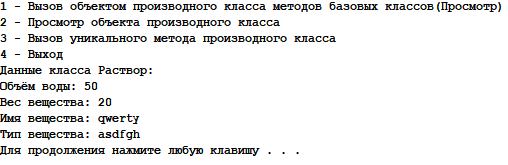 1 - Вызов объектом производного класса методов базовых классов(Просмотр)
2 - Просмотр объекта производного класса
3 - Вызов уникального метода производного класса
4 - Выход
Данные класса Раствор:
Объём воды: 50
Вес вещества: 20
Имя вещества: qwerty
Тип вещества: asdfgh
Для продолжения нажмите любую клавишу . . .